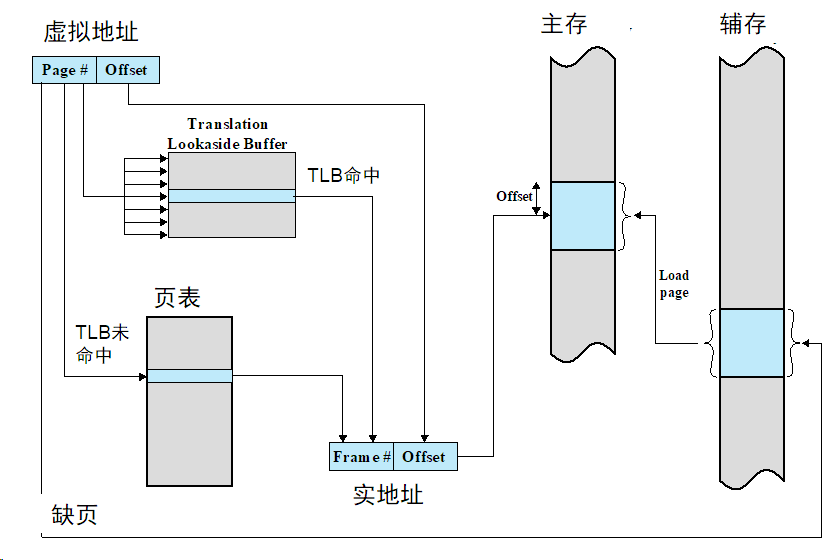 虚拟地址
Page #
Offset
Translation
Lookaside Buffer
TLB命中
页表
TLB未
命中
Frame #
Offset
实地址
缺页
主存
辅存
Offset
Load
page